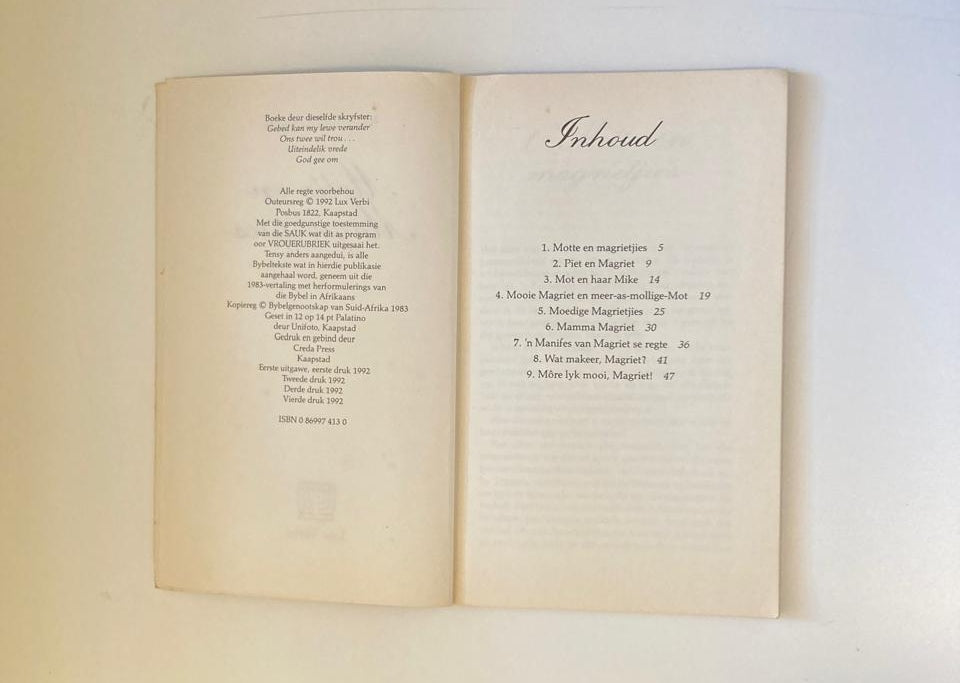 Boeke deur dieselfde skryfster:
Gebed kan my lewe verander
Ons twee wil trou . . .
Uiteindelik vrede
God gee om
Alle regte voorbehou
Outeursreg © 1992 Lux Verbi
Posbus 1822, Kaapstad
Met die goedgunstige toestemming
van die SAUK wat dit as program
oor VROUERUBRIEK uitgesaai het.
Tensy anders aangedui, is alle
Bybeltekste wat in hierdie publikasie
aangehaal word, geneem uit die
1983-vertaling met herformulerings van
die Bybel in Afrikaans
Kopiereg © Bybelgenootskap van Suid-Afrika 1983
Geset in 12 op 14 pt Palatino
deur Unifoto, Kaapstad
Gedruk en gebind deur
Creda Press
Kaapstad
Eerste uitgawe, eerste druk 1992
Tweede druk 1992
Derde druk 1992
Vierde druk 1992
ISBN 0 86997 413 0
Inhoud
1. Motte en magrietjies 5
2. Piet en Magriet 9
3. Mot en haar Mike 14
4. Mooie Magriet en meer-as-mollige-Mot 19
5. Moedige Magrietjies 25
6. Mamma Magriet 30
7. 'n Manifes van Magriet se regte 36
8. Wat makeer, Magriet? 41
9. Môre lyk mooi, Magriet! 47